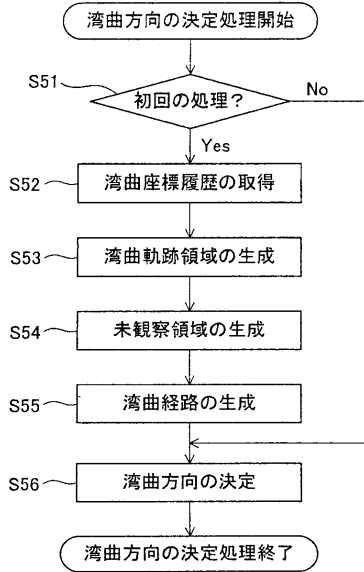 湾曲方向の決定処理開始
S51
初回の処理?
No
Yes
S52
湾曲座標履歴の取得
S53
湾曲軌跡領域の生成
S54
未観察領域の生成
S55
湾曲経路の生成
S56
湾曲方向の決定
湾曲方向の決定処理終了